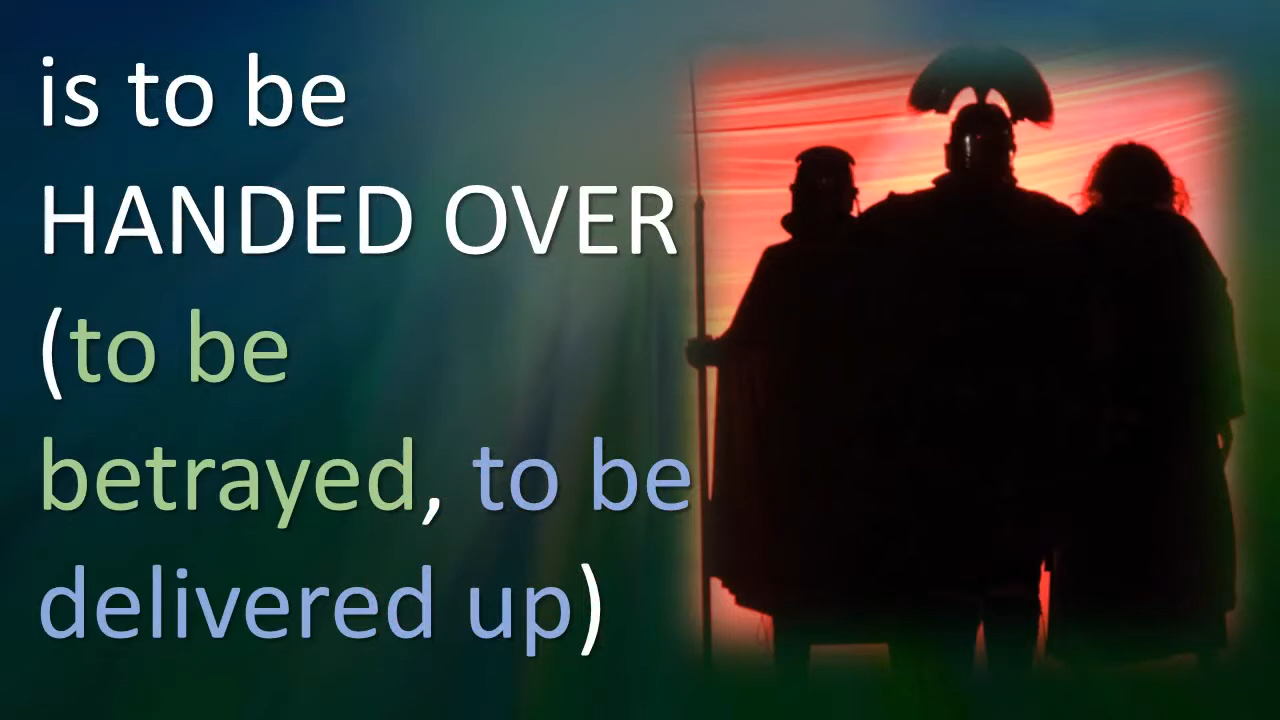 is to be
HANDED OVER
(to be
betrayed, to be
delivered up)